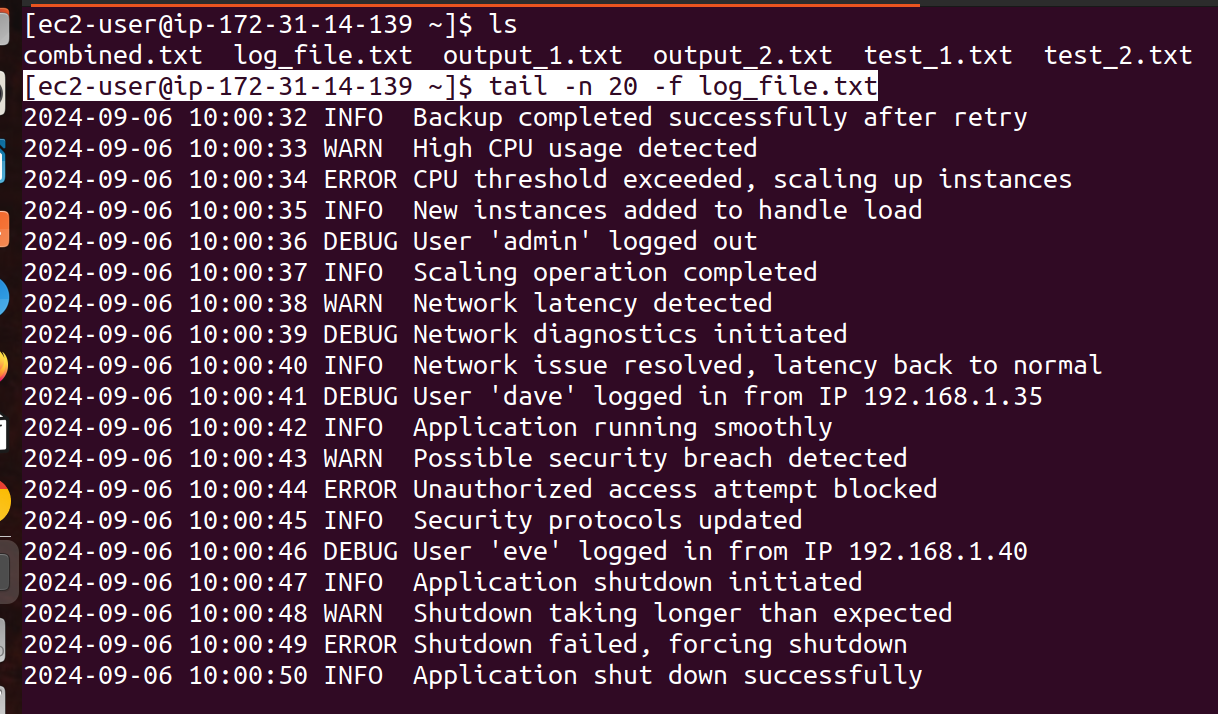 [ec2-user@ip-172-31-14-139 ~]$ ls
combined.txt  log_file.txt  output_1.txt  output_2.txt  test_1.txt  test_2.txt
[ec2-user@ip-172-31-14-139 ~]$ tail -n 20 -f log_file.txt
2024-09-06 10:00:32 INFO  Backup completed successfully after retry
2024-09-06 10:00:33 WARN  High CPU usage detected
2024-09-06 10:00:34 ERROR CPU threshold exceeded, scaling up instances
2024-09-06 10:00:35 INFO  New instances added to handle load
2024-09-06 10:00:36 DEBUG User 'admin' logged out
2024-09-06 10:00:37 INFO  Scaling operation completed
2024-09-06 10:00:38 WARN  Network latency detected
2024-09-06 10:00:39 DEBUG Network diagnostics initiated
2024-09-06 10:00:40 INFO  Network issue resolved, latency back to normal
2024-09-06 10:00:41 DEBUG User 'dave' logged in from IP 192.168.1.35
2024-09-06 10:00:42 INFO  Application running smoothly
2024-09-06 10:00:43 WARN  Possible security breach detected
2024-09-06 10:00:44 ERROR Unauthorized access attempt blocked
2024-09-06 10:00:45 INFO  Security protocols updated
2024-09-06 10:00:46 DEBUG User 'eve' logged in from IP 192.168.1.40
2024-09-06 10:00:47 INFO  Application shutdown initiated
2024-09-06 10:00:48 WARN  Shutdown taking longer than expected
2024-09-06 10:00:49 ERROR Shutdown failed, forcing shutdown
2024-09-06 10:00:50 INFO  Application shut down successfully